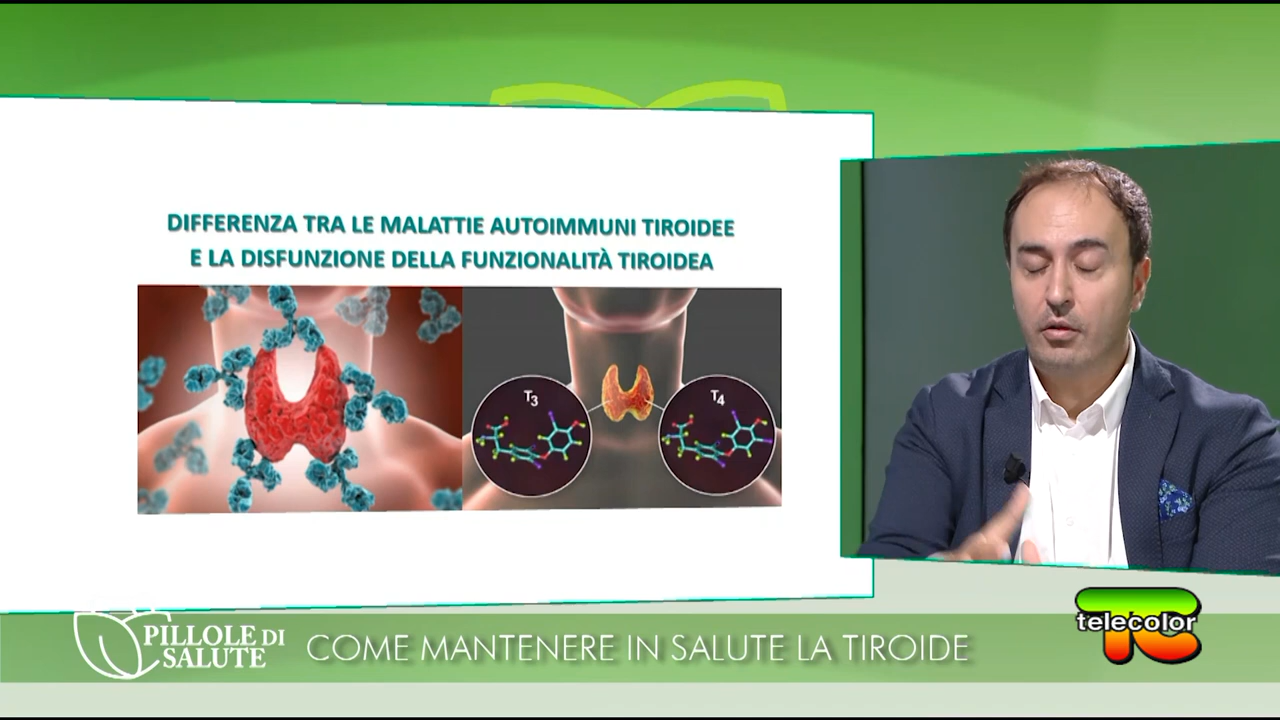 DIFFERENZA TRA LE MALATTIE AUTOIMMUNI TIROIDEE
E LA DISFUNZIONE DELLA FUNZIONALITÀ TIROIDEA
T3
T4
PILLOLE DI
SALUTE
COME MANTENERE IN SALUTE LA TIROIDE
telecolor
TC